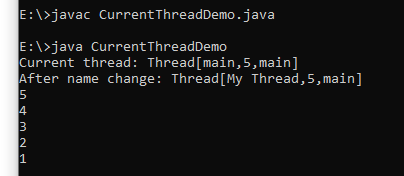 E:\>javac CurrentThreadDemo.java
E:\>java CurrentThreadDemo
Current thread: Thread[main,5,main]
After name change: Thread[My Thread,5,main]
5
4
3
2
1